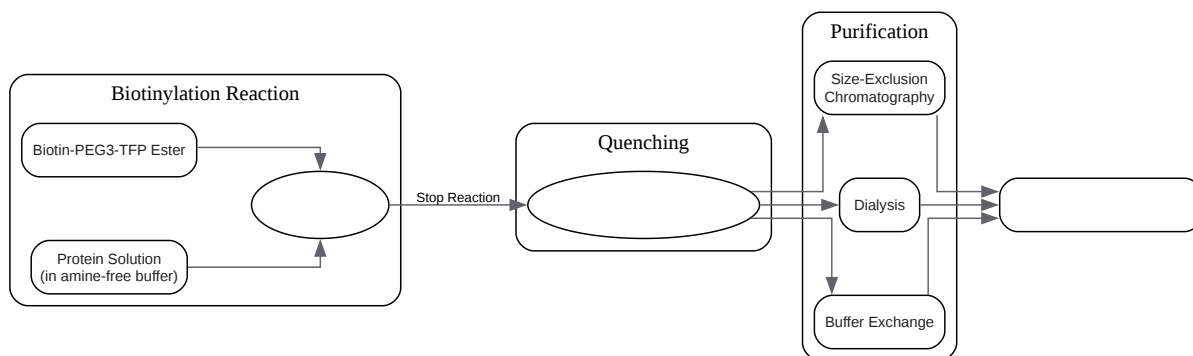 Biotinylation Reaction
Biotin-PEG3-TFP Ester
Protein Solution
(in amine-free buffer)
Stop Reaction
Quenching
Purification
Size-Exclusion
Chromatography
Dialysis
Buffer Exchange